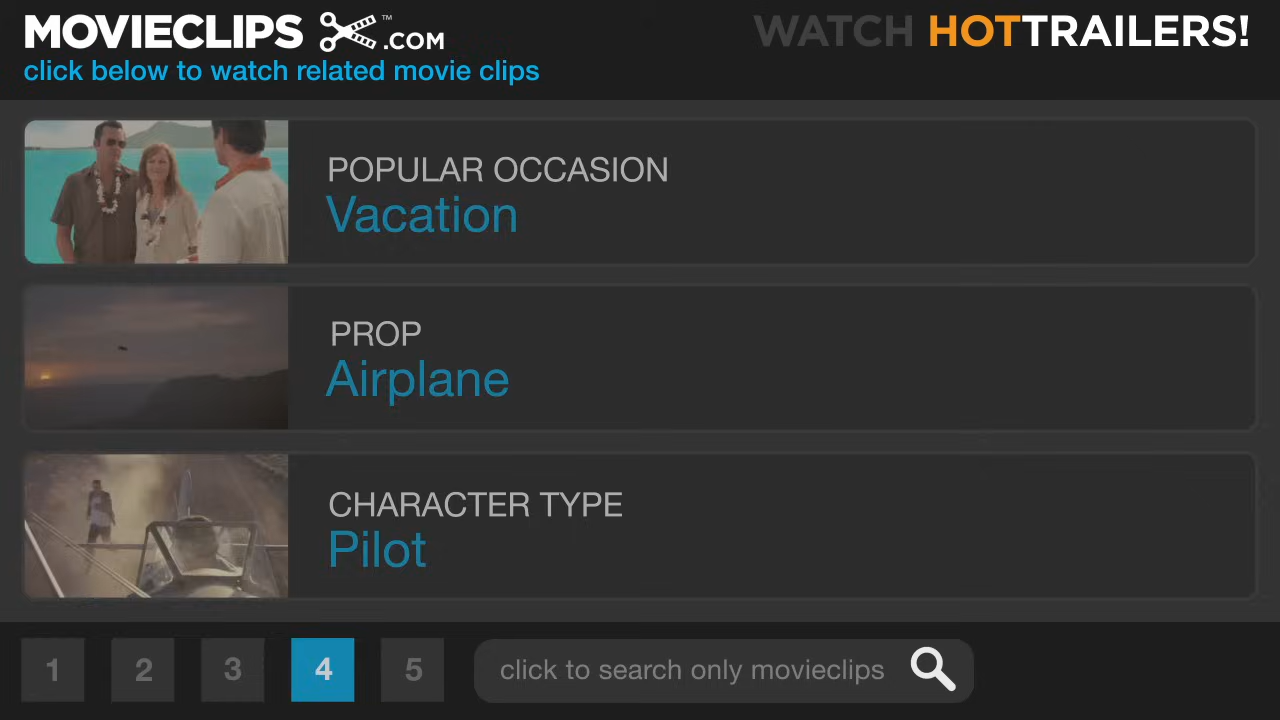 MOVIECLIPS ™ .COM
WATCH HOTTRAILERS!
click below to watch related movie clips
POPULAR OCCASION
Vacation
PROP
Airplane
CHARACTER TYPE
Pilot
1 2 3 4 5 click to search only movieclips